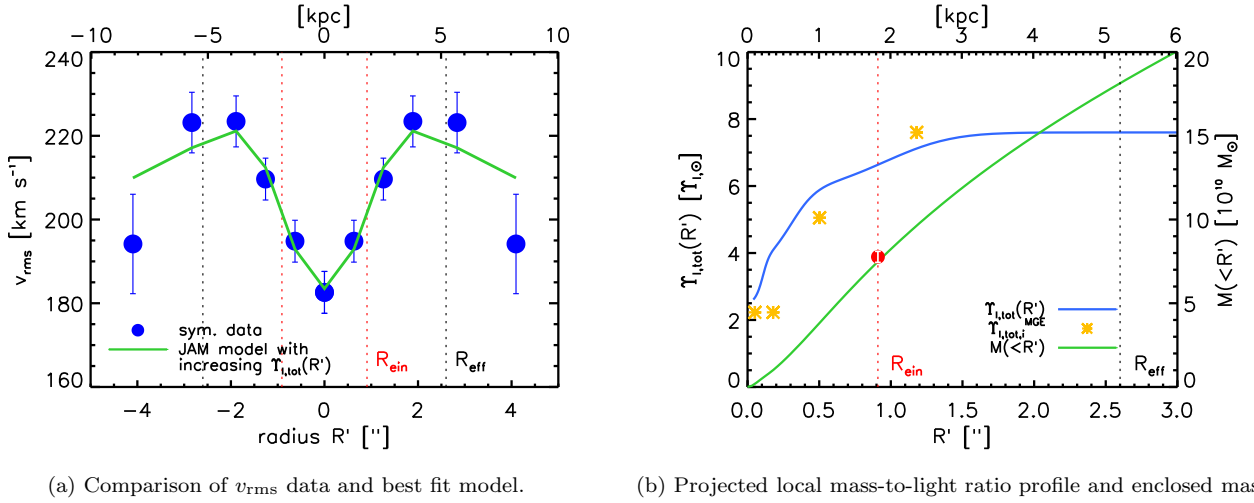 [kpc]
−10 −5 0 5 10
240
220
200
180
160
v_rms [km s⁻¹]
sym. data
JAM model with
increasing ϒ_I,tot(R')
R_ein
R_eff
−4 −2 0 2 4
radius R' ["]
(a) Comparison of v_rms data and best fit model.
[kpc]
0 1 2 3 4 5 6
10
8
6
4
2
0
ϒ_I,tot(R') [ϒ_I,⊙]
20
15
10
5
0
M(<R') [10¹⁰ M_⊙]
ϒ_I,tot(R')
ϒ_I,tot,i^MGE
M(<R')
R_ein
R_eff
0.0 0.5 1.0 1.5 2.0 2.5 3.0
R' ["]
(b) Projected local mass-to-light ratio profile and enclosed mas